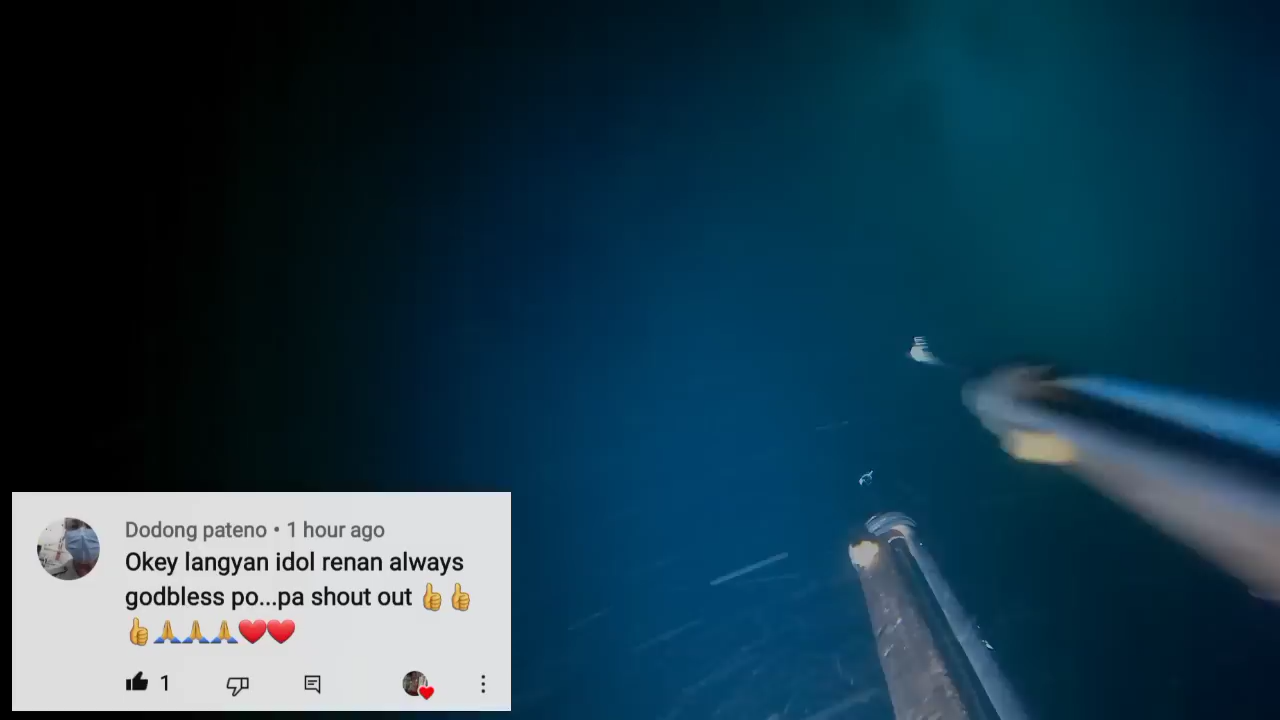 Dodong pateno • 1 hour ago
Okey langyan idol renan always
godbless po...pa shout out 👍👍
👍🙏🙏🙏❤️❤️
1